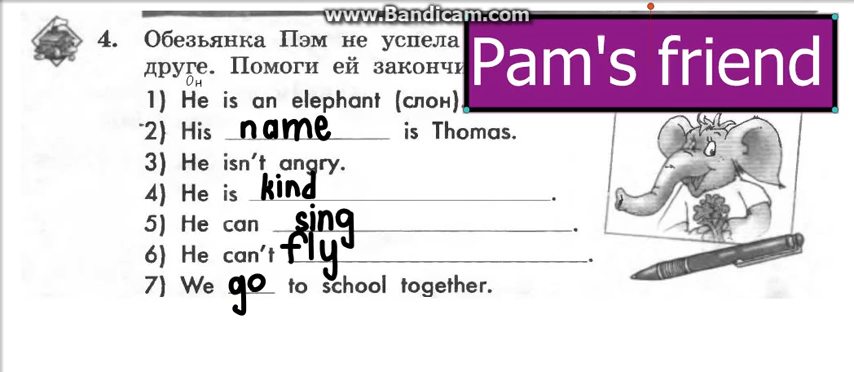 www.Bandicam.com
Pam's friend
4. Обезьянка Пэм не успела
друге. Помоги ей закончи
Он
1) He is an elephant (слон)
2) His name is Thomas.
3) He isn't angry.
4) He is kind.
5) He can sing.
6) He can't fly.
7) We go to school together.